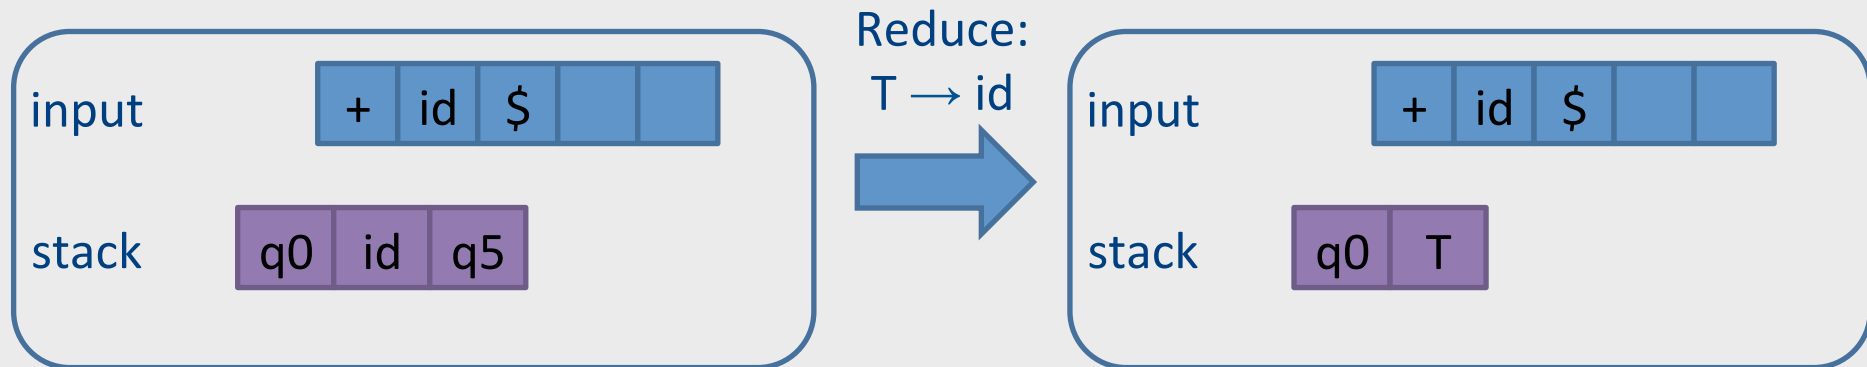 input + id $
stack q0 id q5
Reduce:
T → id
input + id $
stack q0 T